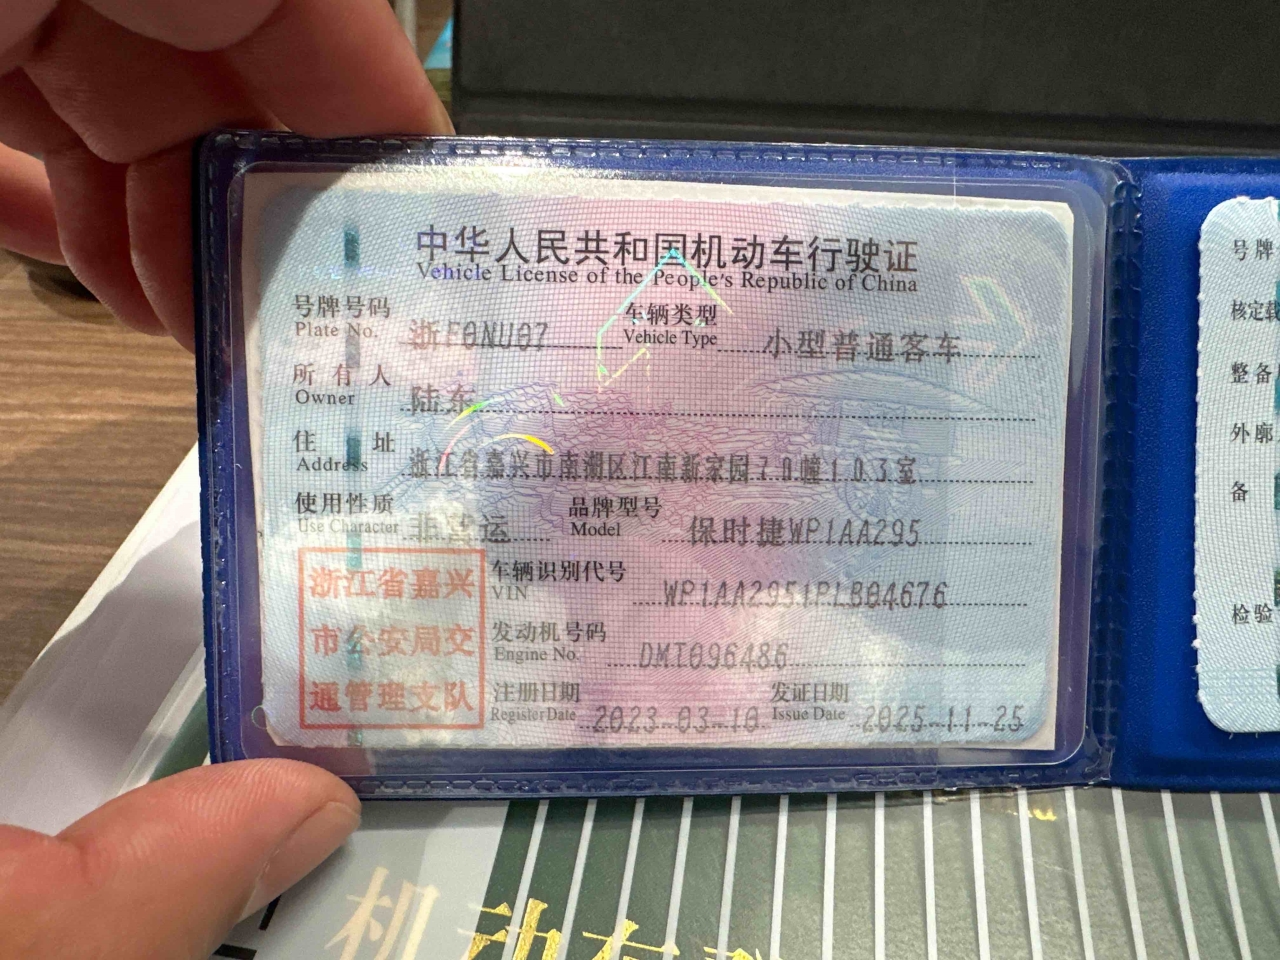 中华人民共和国机动车行驶证
Vehicle License of the People's Republic of China
号牌号码 浙F0NU07 车辆类型 小型普通客车
Plate No. Vehicle Type
所有人 陆东
Owner
住址 浙江省嘉兴市南湖区江南新家园70幢103室
Address
使用性质 非营运 品牌型号 保时捷WP1AA295
Use Character Model
浙江省嘉兴
市公安局交
通管理支队
车辆识别代号 WP1AA2951PLB04676
VIN
发动机号码 DMT096486
Engine No.
注册日期 2023-03-10 发证日期 2025-11-25
Register Date Issue Date
号牌
核定载
整备
外廓
备
检验
机动车